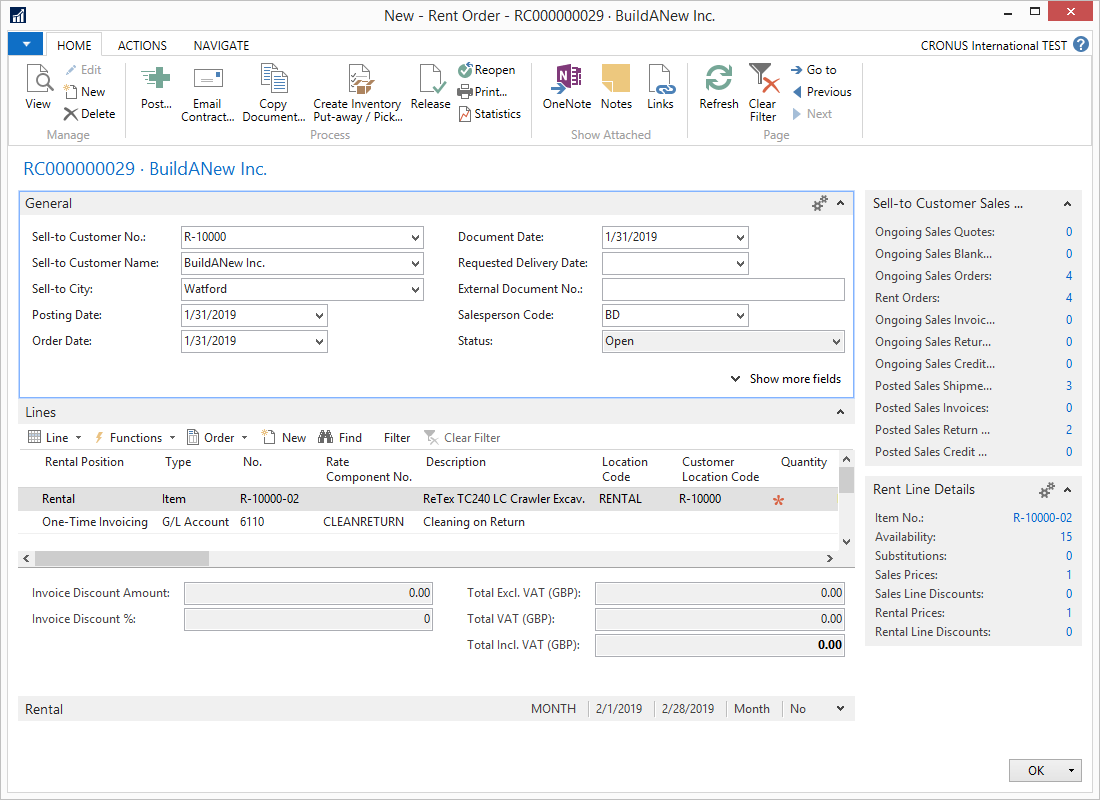 New - Rent Order - RC000000029 · BuildANew Inc.
HOME ACTIONS NAVIGATE
CRONUS International TEST
View
Edit
New
Delete
Manage
Post...
Email Contract...
Copy Document...
Create Inventory Put-away / Pick...
Release
Reopen
Print...
Statistics
Process
OneNote
Notes
Links
Show Attached
Refresh
Clear Filter
Go to
Previous
Next
Page
RC000000029 · BuildANew Inc.
General
Sell-to Customer No.: R-10000
Sell-to Customer Name: BuildANew Inc.
Sell-to City: Watford
Posting Date: 1/31/2019
Order Date: 1/31/2019
Document Date: 1/31/2019
Requested Delivery Date:
External Document No.:
Salesperson Code: BD
Status: Open
Show more fields
Lines
Line Functions Order New Find Filter Clear Filter
Rental Position Type No. Rate Component No. Description Location Code Customer Location Code Quantity
Rental Item R-10000-02 ReTex TC240 LC Crawler Excav. RENTAL R-10000 *
One-Time Invoicing G/L Account 6110 CLEANRETURN Cleaning on Return
Invoice Discount Amount: 0.00
Invoice Discount %: 0
Total Excl. VAT (GBP): 0.00
Total VAT (GBP): 0.00
Total Incl. VAT (GBP): 0.00
Rental MONTH 2/1/2019 2/28/2019 Month No
Sell-to Customer Sales ...
Ongoing Sales Quotes: 0
Ongoing Sales Blank... 0
Ongoing Sales Orders: 4
Rent Orders: 4
Ongoing Sales Invoic... 0
Ongoing Sales Retur... 0
Ongoing Sales Credit... 0
Posted Sales Shipme... 3
Posted Sales Invoices: 0
Posted Sales Return ... 2
Posted Sales Credit ... 0
Rent Line Details
Item No.: R-10000-02
Availability: 15
Substitutions: 0
Sales Prices: 1
Sales Line Discounts: 0
Rental Prices: 1
Rental Line Discounts: 0
OK